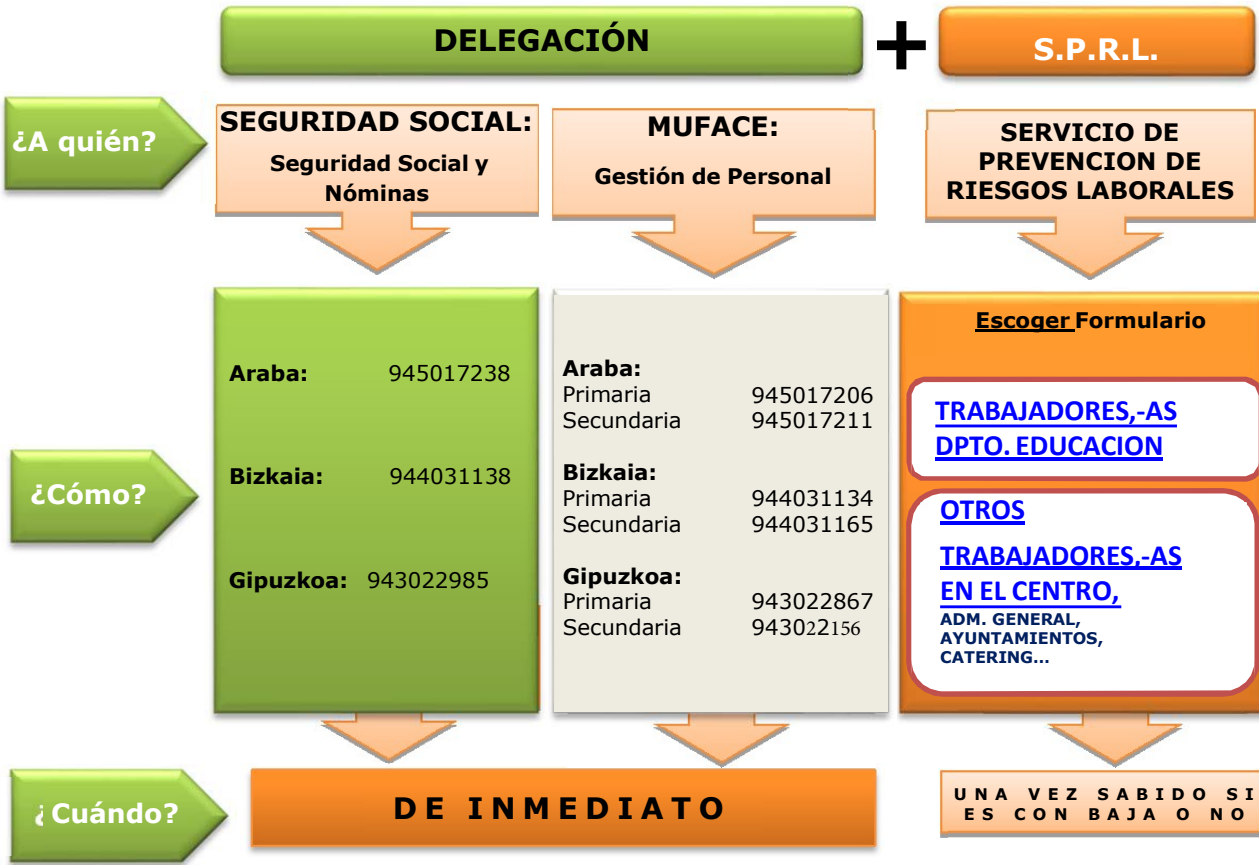 DELEGACIÓN
+
S.P.R.L.
¿A quién?
SEGURIDAD SOCIAL:
Seguridad Social y
Nóminas
MUFACE:
Gestión de Personal
SERVICIO DE
PREVENCION DE
RIESGOS LABORALES
¿Cómo?
Araba: 945017238
Bizkaia: 944031138
Gipuzkoa: 943022985
Araba:
Primaria 945017206
Secundaria 945017211
Bizkaia:
Primaria 944031134
Secundaria 944031165
Gipuzkoa:
Primaria 943022867
Secundaria 943022156
Escoger Formulario
TRABAJADORES,-AS
DPTO. EDUCACION
OTROS
TRABAJADORES,-AS
EN EL CENTRO,
ADM. GENERAL,
AYUNTAMIENTOS,
CATERING...
¿Cuándo?
DE INMEDIATO
UNA VEZ SABIDO SI
ES CON BAJA O NO